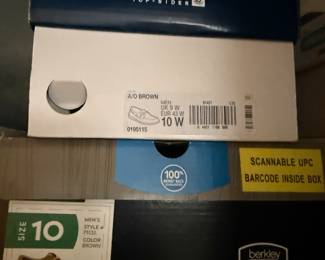 TOP-SIDER
A/O BROWN
MEN
UK 9 W
EUR 43 W
10 W
0195115
100%
SCANNABLE UPC
BARCODE INSIDE BOX
SIZE 10
MEN'S
STYLE #
COLOR
BROWN
berkley